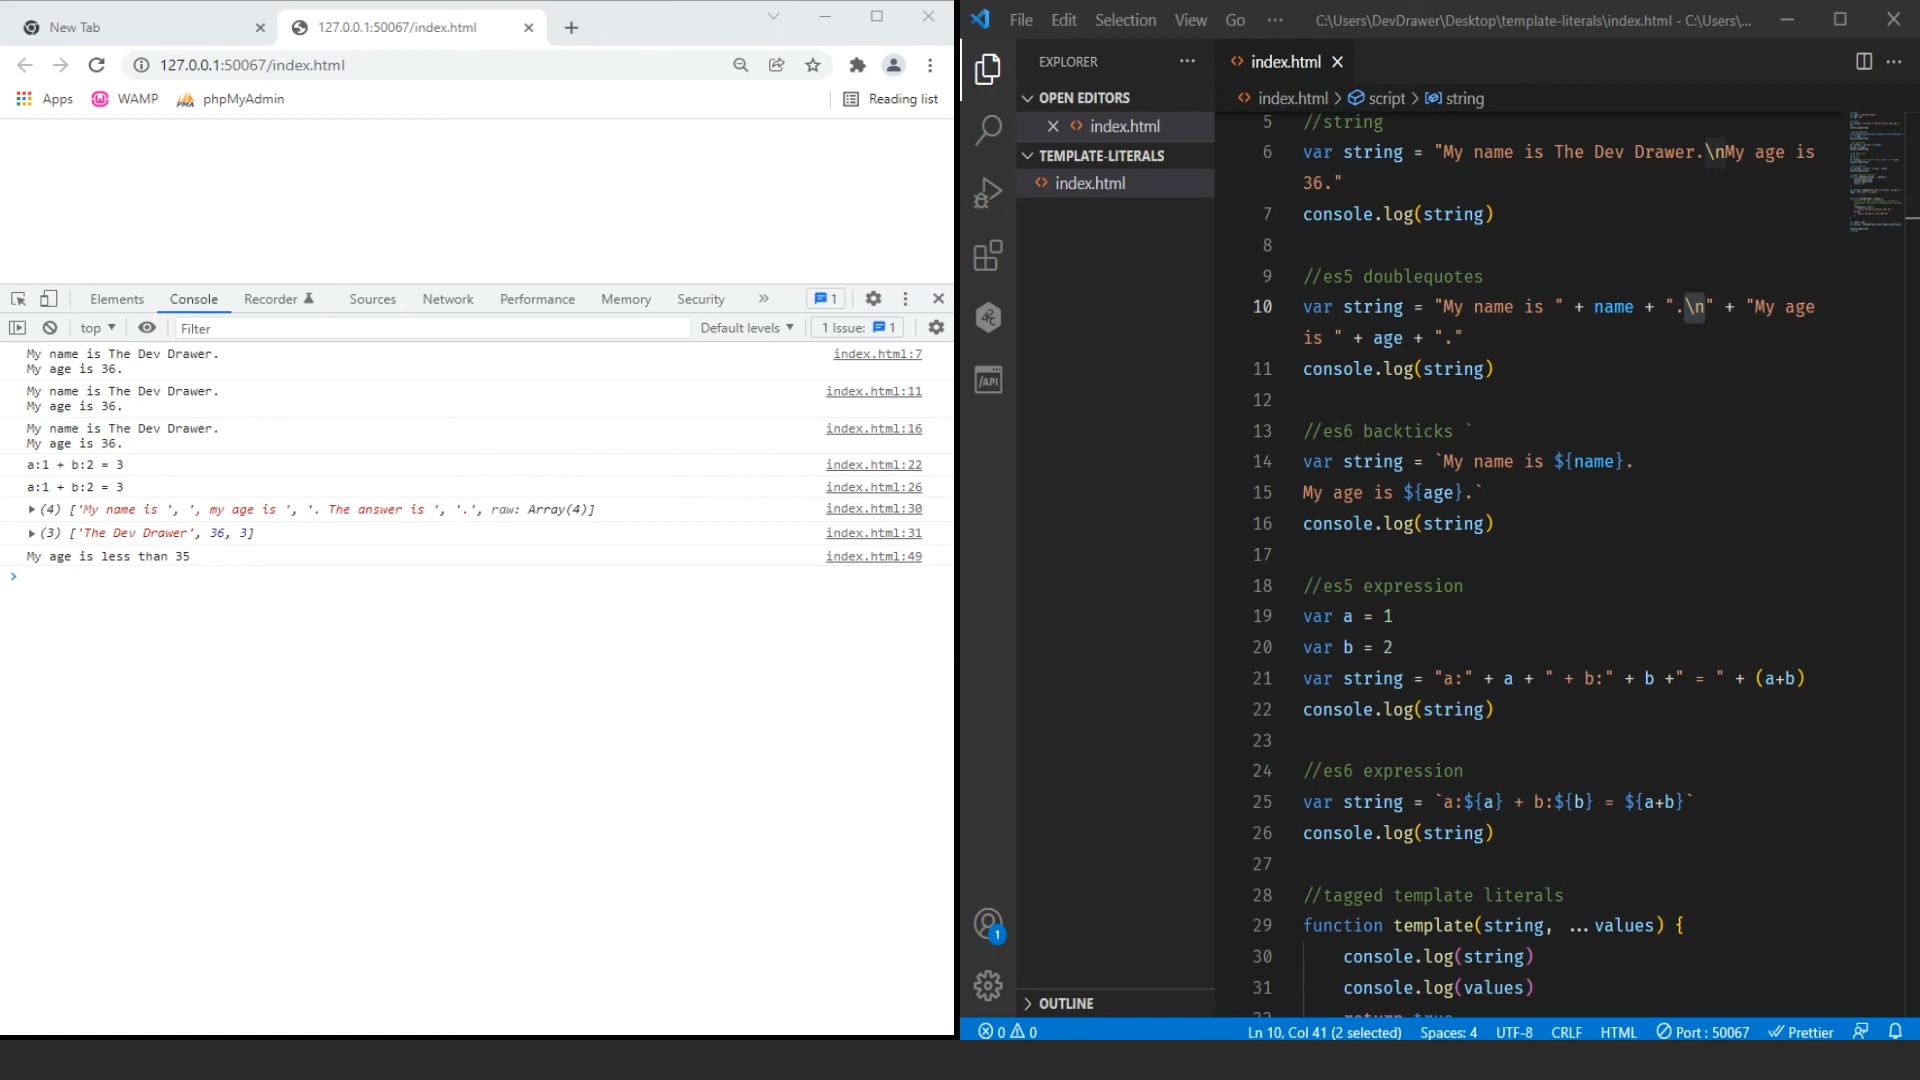 New Tab
127.0.0.1:50067/index.html
127.0.0.1:50067/index.html
Apps
WAMP
phpMyAdmin
Reading list
Elements Console Recorder Sources Network Performance Memory Security » 1
top ▼ Filter Default levels ▼ 1 Issue: 1
My name is The Dev Drawer. index.html:7
My age is 36.
My name is The Dev Drawer. index.html:11
My age is 36.
My name is The Dev Drawer. index.html:16
My age is 36.
a:1 + b:2 = 3 index.html:22
a:1 + b:2 = 3 index.html:26
(4) ['My name is ', ', my age is ', '. The answer is ', '.', raw: Array(4)] index.html:30
(3) ['The Dev Drawer', 36, 3] index.html:31
My age is less than 35 index.html:49
File Edit Selection View Go ··· C:\Users\DevDrawer\Desktop\template-literals\index.html - C:\Users\...
EXPLORER
OPEN EDITORS
index.html
TEMPLATE-LITERALS
index.html
OUTLINE
/API
1
index.html
index.html > script > string
5 //string
6 var string = "My name is The Dev Drawer.\nMy age is
36."
7 console.log(string)
8
9 //es5 doublequotes
10 var string = "My name is " + name + ".\n" + "My age
is " + age + "."
11 console.log(string)
12
13 //es6 backticks `
14 var string = `My name is ${name}.
15 My age is ${age}.`
16 console.log(string)
17
18 //es5 expression
19 var a = 1
20 var b = 2
21 var string = "a:" + a + " + b:" + b +" = " + (a+b)
22 console.log(string)
23
24 //es6 expression
25 var string = `a:${a} + b:${b} = ${a+b}`
26 console.log(string)
27
28 //tagged template literals
29 function template(string, ...values) {
30 console.log(string)
31 console.log(values)
32 return true
0 0 Ln 10, Col 41 (2 selected) Spaces: 4 UTF-8 CRLF HTML Port : 50067 Prettier